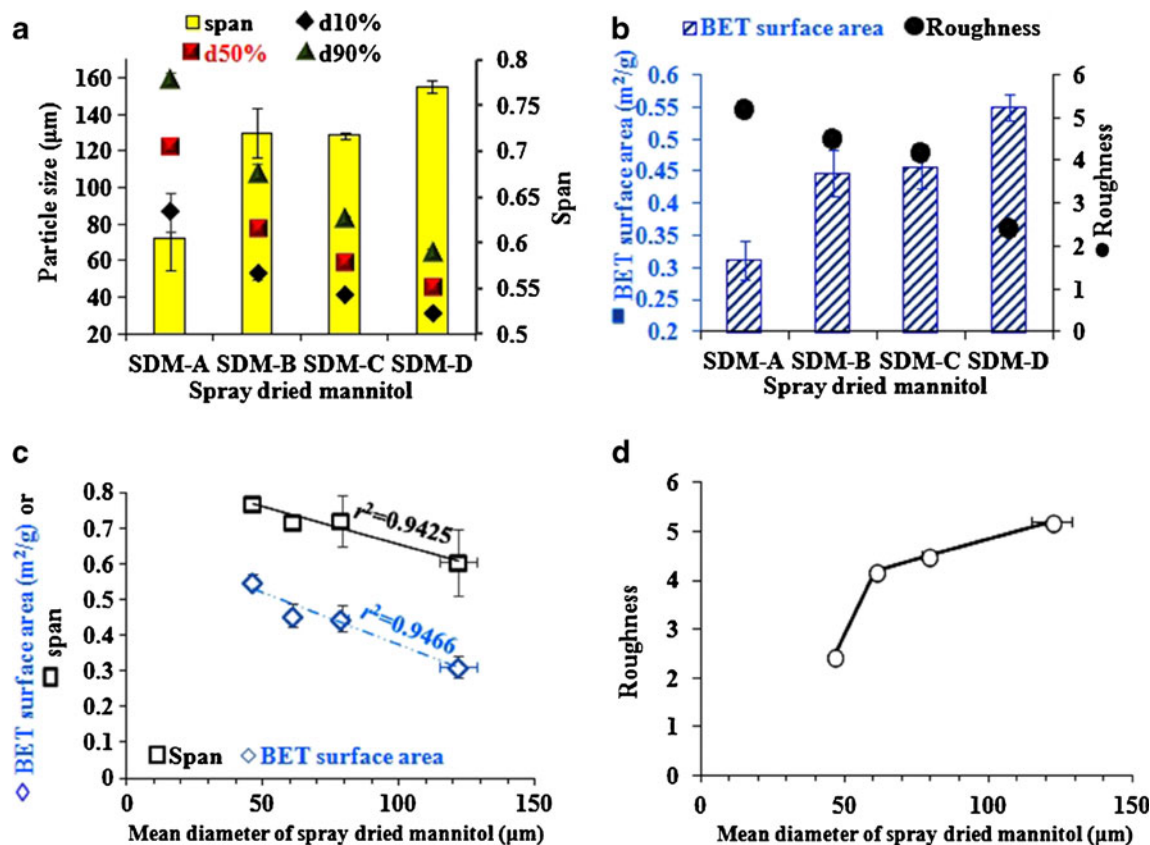 a
span
d10%
d50%
d90%
Particle size (µm)
160
140
120
100
80
60
40
20
0.8
0.75
0.7
0.65
0.6
0.55
0.5
Span
SDM-A SDM-B SDM-C SDM-D
Spray dried mannitol
b
BET surface area
Roughness
BET surface area (m²/g)
0.6
0.55
0.5
0.45
0.4
0.35
0.3
0.25
0.2
6
5
4
3
2
1
0
Roughness
SDM-A SDM-B SDM-C SDM-D
Spray dried mannitol
c
BET surface area (m²/g) or
span
0.8
0.7
0.6
0.5
0.4
0.3
0.2
0.1
0
r²=0.9425
r²=0.9466
Span
BET surface area
0 50 100 150
Mean diameter of spray dried mannitol (µm)
d
Roughness
6
5
4
3
2
1
0
0 50 100 150
Mean diameter of spray dried mannitol (µm)